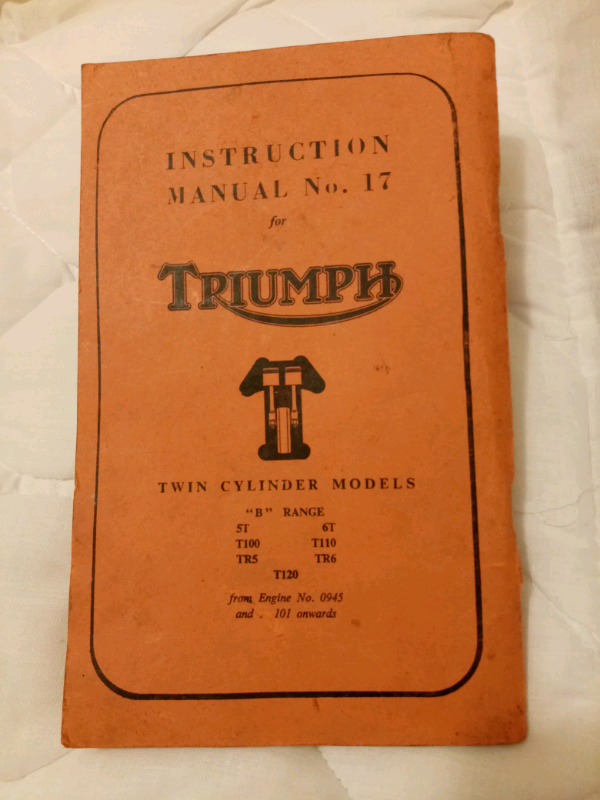 INSTRUCTION
MANUAL No. 17
for
TRIUMPH
TWIN CYLINDER MODELS
"B" RANGE
5T 6T
T100 T110
TR5 TR6
T120
from Engine No. 0945
and . 101 onwards